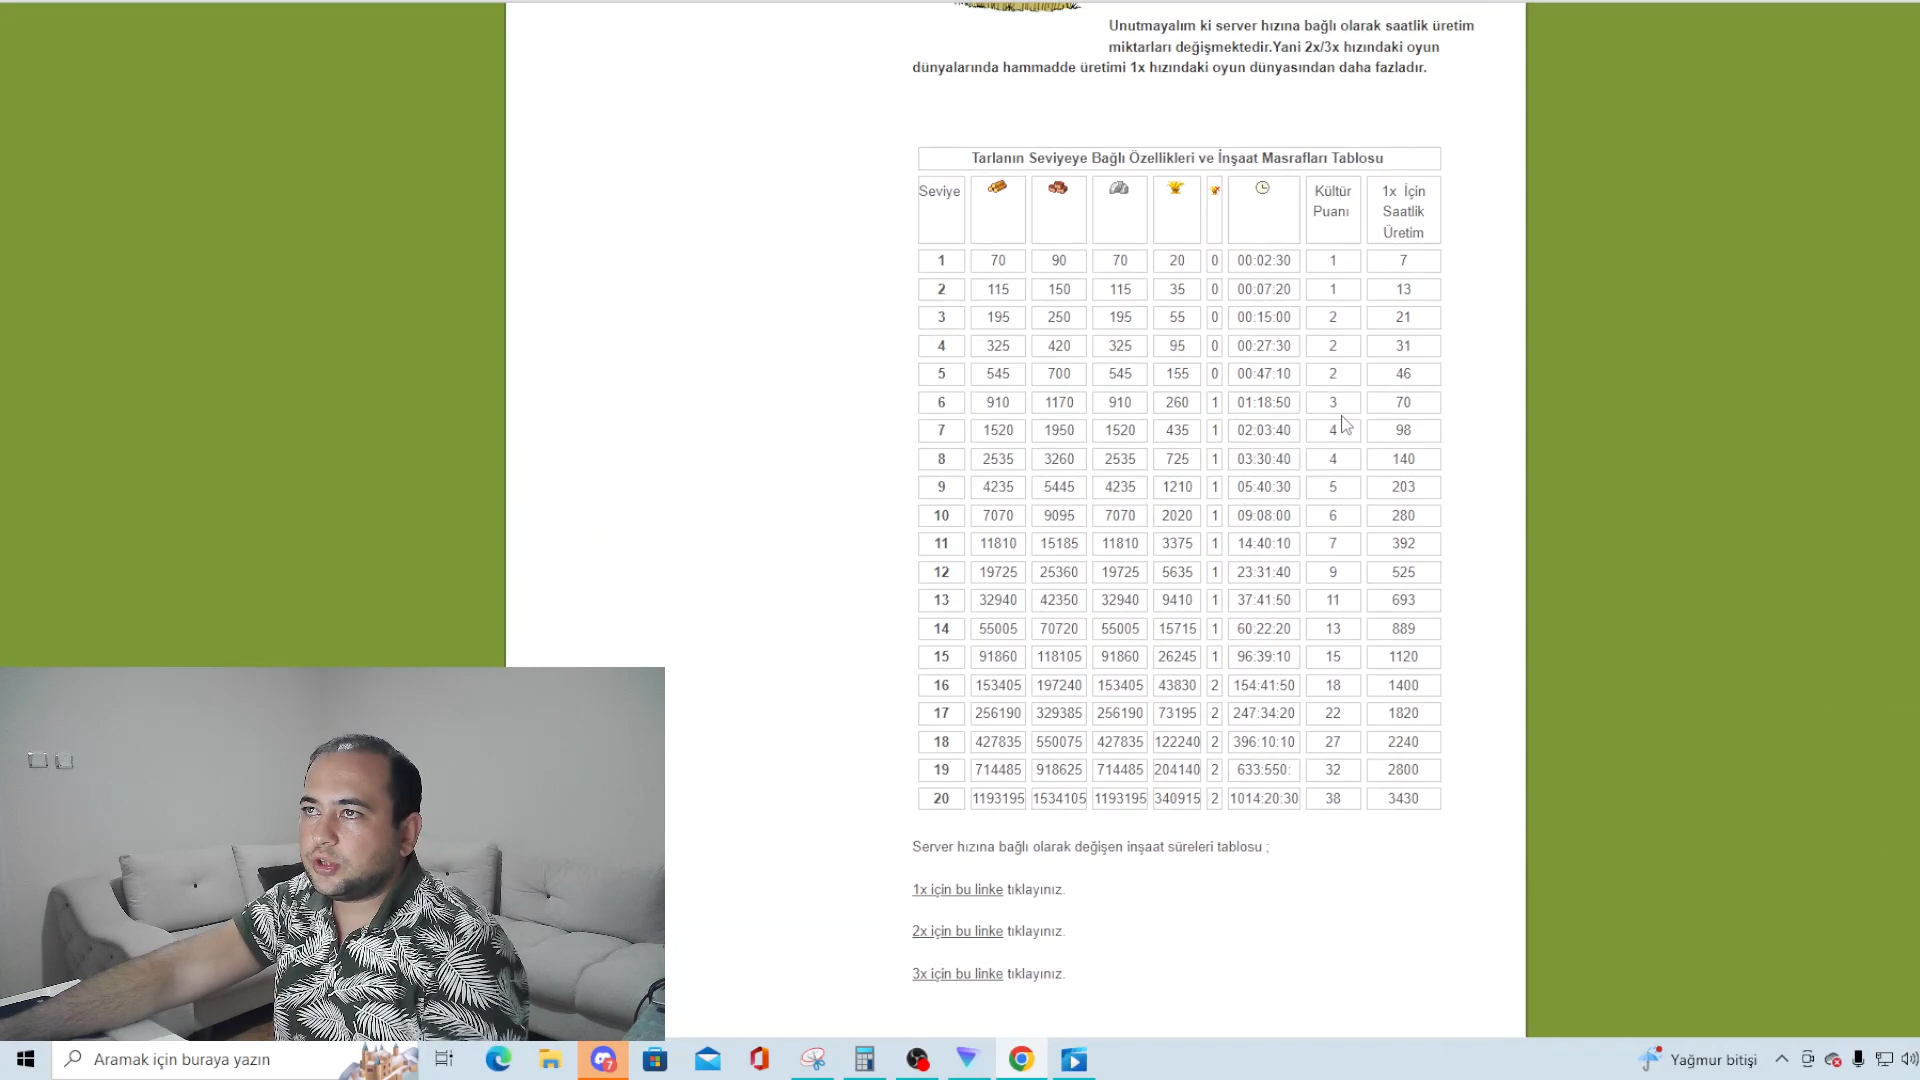 Unutmayalım ki server hızına bağlı olarak saatlik üretim
miktarları değişmektedir.Yani 2x/3x hızındaki oyun
dünyalarında hammadde üretimi 1x hızındaki oyun dünyasından daha fazladır.
Tarlanın Seviyeye Bağlı Özellikleri ve İnşaat Masrafları Tablosu
Seviye Kültür Puanı 1x İçin Saatlik Üretim
1 70 90 70 20 0 00:02:30 1 7
2 115 150 115 35 0 00:07:20 1 13
3 195 250 195 55 0 00:15:00 2 21
4 325 420 325 95 0 00:27:30 2 31
5 545 700 545 155 0 00:47:10 2 46
6 910 1170 910 260 1 01:18:50 3 70
7 1520 1950 1520 435 1 02:03:40 4 98
8 2535 3260 2535 725 1 03:30:40 4 140
9 4235 5445 4235 1210 1 05:40:30 5 203
10 7070 9095 7070 2020 1 09:08:00 6 280
11 11810 15185 11810 3375 1 14:40:10 7 392
12 19725 25360 19725 5635 1 23:31:40 9 525
13 32940 42350 32940 9410 1 37:41:50 11 693
14 55005 70720 55005 15715 1 60:22:20 13 889
15 91860 118105 91860 26245 1 96:39:10 15 1120
16 153405 197240 153405 43830 2 154:41:50 18 1400
17 256190 329385 256190 73195 2 247:34:20 22 1820
18 427835 550075 427835 122240 2 396:10:10 27 2240
19 714485 918625 714485 204140 2 633:550: 32 2800
20 1193195 1534105 1193195 340915 2 1014:20:30 38 3430
Server hızına bağlı olarak değişen inşaat süreleri tablosu ;
1x için bu linke tıklayınız.
2x için bu linke tıklayınız.
3x için bu linke tıklayınız.
Aramak için buraya yazın
7
Yağmur bitişi